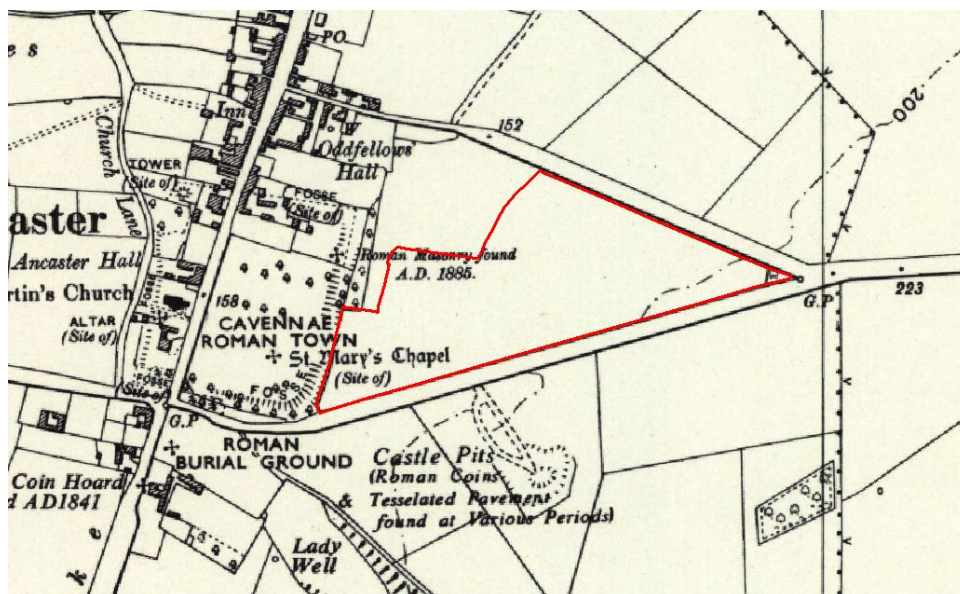 e s
PO.
Inn
W
Oddfellows'
Hall
152
200
Church
Lane
TOWER
(Site of)
FOSSE
(Site of)
aster
Ancaster Hall
rtin's Church
FOSSE
ALTAR
(Site of)
FOSSE
(Site of)
158
Roman Masonry found
A.D. 1885.
CAVENNAE
ROMAN TOWN
St. Mary's Chapel
(Site of)
FOSSE
G.P
G.P
223
ROMAN
BURIAL GROUND
Coin Hoard
d AD1841
Castle Pits
(Roman Coins
& Tesselated Pavement
found at Various Periods)
Lady
Well
e